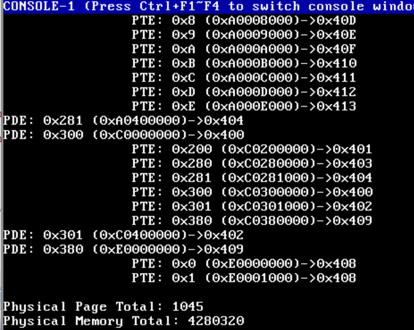 CONSOLE-1 (Press Ctrl+F1~F4 to switch console window
PTE: 0x8 (0xA0008000)->0x40D
PTE: 0x9 (0xA0009000)->0x40E
PTE: 0xA (0xA000A000)->0x40F
PTE: 0xB (0xA000B000)->0x410
PTE: 0xC (0xA000C000)->0x411
PTE: 0xD (0xA000D000)->0x412
PTE: 0xE (0xA000E000)->0x413
PDE: 0x281 (0xA0400000)->0x404
PDE: 0x300 (0xC0000000)->0x400
PTE: 0x200 (0xC0200000)->0x401
PTE: 0x280 (0xC0280000)->0x403
PTE: 0x281 (0xC0281000)->0x404
PTE: 0x300 (0xC0300000)->0x400
PTE: 0x301 (0xC0301000)->0x402
PTE: 0x380 (0xC0380000)->0x409
PDE: 0x301 (0xC0400000)->0x402
PDE: 0x380 (0xE0000000)->0x409
PTE: 0x0 (0xE0000000)->0x408
PTE: 0x1 (0xE0001000)->0x408
Physical Page Total: 1045
Physical Memory Total: 4280320